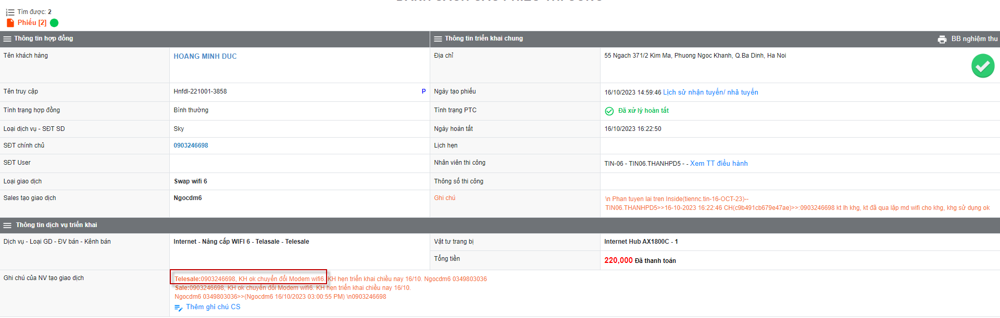 Tìm được: 2
Phiếu [2]
Thông tin hợp đồng
Thông tin triển khai chung
BB nghiệm thu
Tên khách hàng
HOANG MINH DUC
Địa chỉ
55 Ngach 371/2 Kim Ma, Phuong Ngoc Khanh, Q.Ba Dinh, Ha Noi
Tên truy cập
Hnfdl-221001-3858
P
Ngày tạo phiếu
16/10/2023 14:59:46 Lịch sử nhận tuyến/ nhả tuyến
Tình trạng hợp đồng
Bình thường
Tình trạng PTC
Đã xử lý hoàn tất
Loại dịch vụ - SĐT SD
Sky
Ngày hoàn tất
16/10/2023 16:22:50
SĐT chính chủ
0903246698
Lịch hẹn
SĐT User
Nhân viên thi công
TIN-06 - TIN06.THANHPD5 - - Xem TT điều hành
Loại giao dịch
Swap wifi 6
Thông số thi công
Sales tạo giao dịch
Ngocdm6
Ghi chú
\n Phan tuyen lai tren Inside(tiennc.tin-16-OCT-23)--
TIN06.THANHPD5>>16-10-2023 16:22:46 CH(c9b491cb679e47ae)>>:0903246698 kt lh khg, kt đã qua lặp md wifi cho khg, khg sử dụng ok
Thông tin dịch vụ triển khai
Dịch vụ - Loại GD - ĐV bán - Kênh bán
Internet - Nâng cấp WIFI 6 - Telasale - Telesale
Vật tư trang bị
Internet Hub AX1800C - 1
Tổng tiền
220,000 Đã thanh toán
Ghi chú của NV tạo giao dịch
Telesale:0903246698, KH ok chuyển đổi Modem wifi6. KH hẹn triển khai chiều nay 16/10. Ngocdm6 0349803036
Sale:0903246698, KH ok chuyển đổi Modem wifi6. KH hẹn triển khai chiều nay 16/10.
Ngocdm6 0349803036>>(Ngocdm6 16/10/2023 03:00:55 PM) \n0903246698
Thêm ghi chú CS